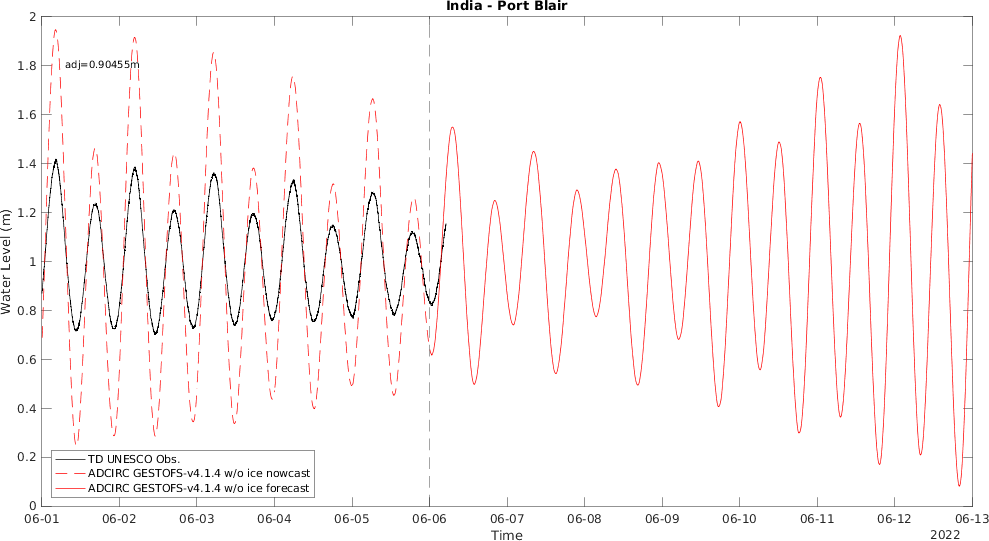 India - Port Blair
adj=0.90455m
Water Level (m)
2
1.8
1.6
1.4
1.2
1
0.8
0.6
0.4
0.2
0
TD UNESCO Obs.
ADCIRC GESTOFS-v4.1.4 w/o ice nowcast
ADCIRC GESTOFS-v4.1.4 w/o ice forecast
06-01 06-02 06-03 06-04 06-05 06-06 06-07 06-08 06-09 06-10 06-11 06-12 06-13
Time
2022